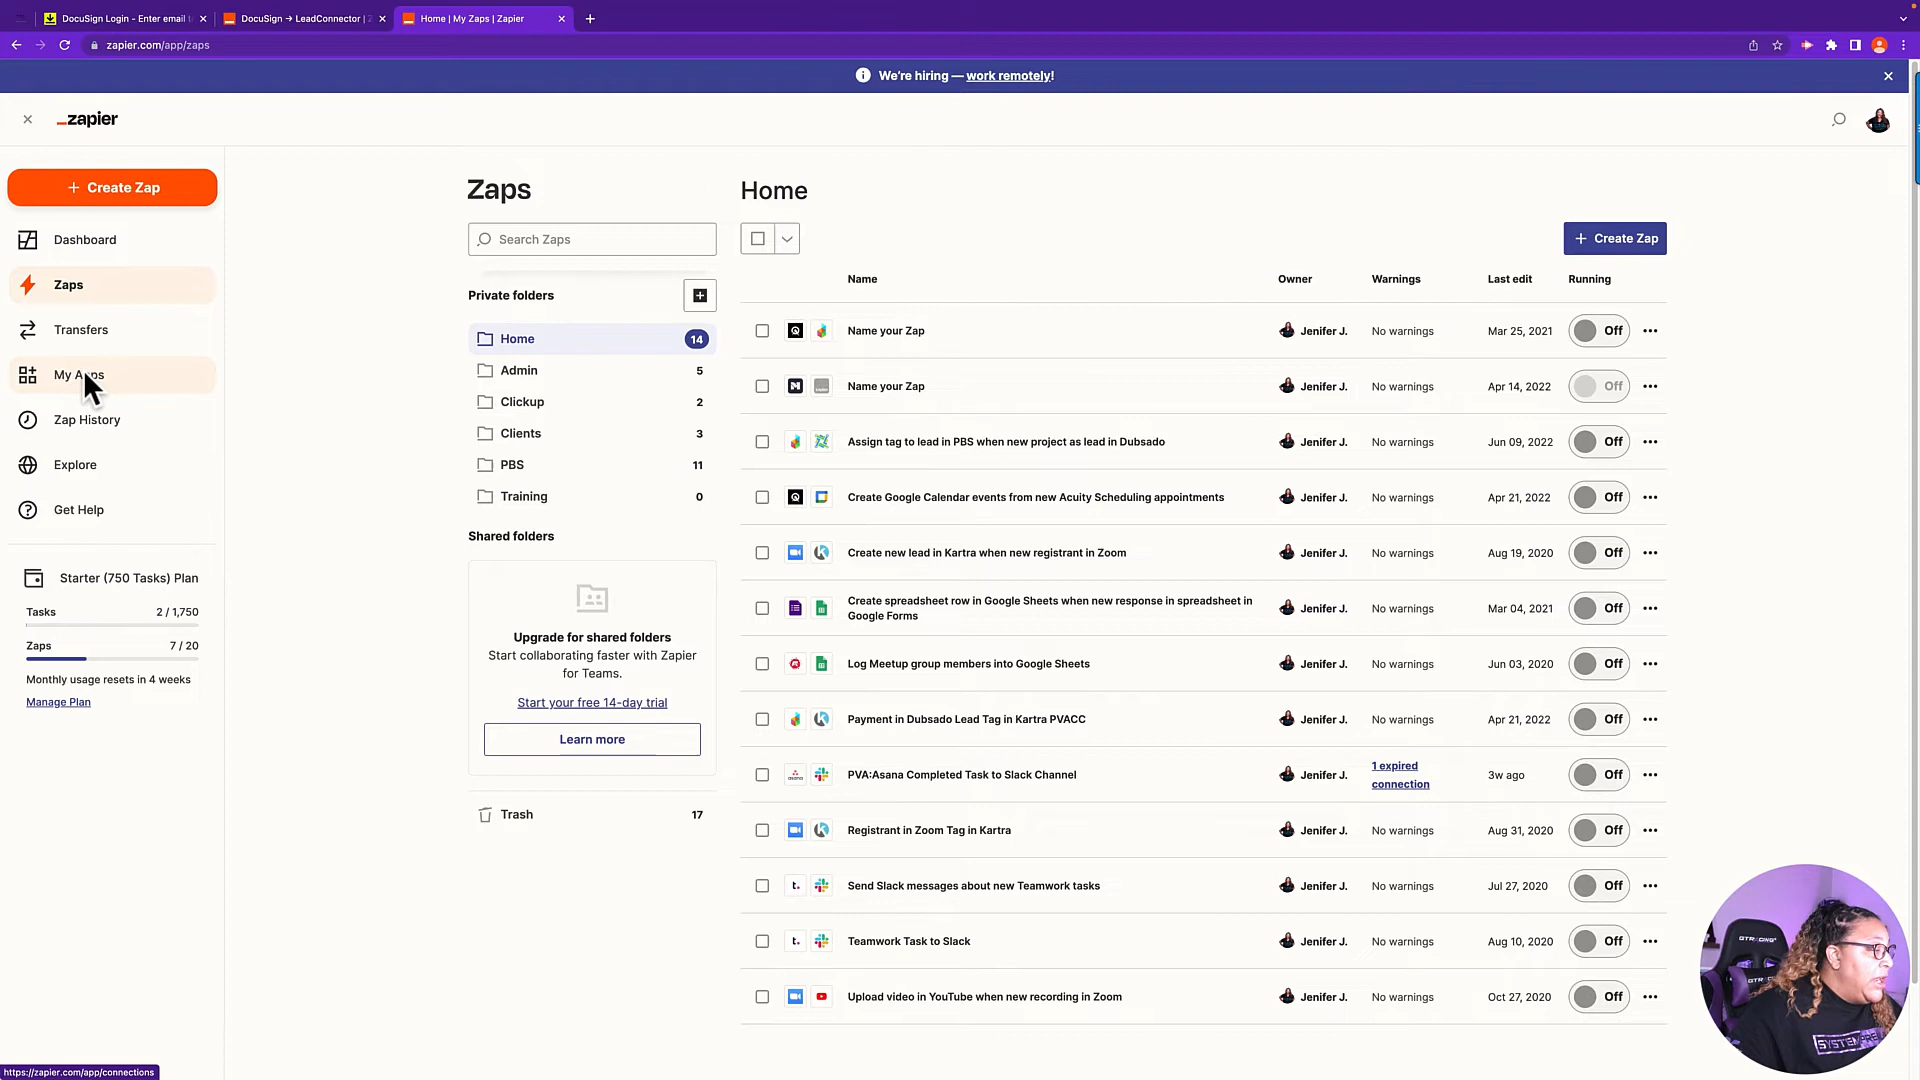 DocuSign Login - Enter email t
DocuSign → LeadConnector | Z
Home | My Zaps | Zapier
zapier.com/app/zaps
We're hiring — work remotely!
_zapier
+ Create Zap
Dashboard
Zaps
Transfers
My Apps
Zap History
Explore
Get Help
Starter (750 Tasks) Plan
Tasks 2 / 1,750
Zaps 7 / 20
Monthly usage resets in 4 weeks
Manage Plan
Zaps
Search Zaps
Private folders
Home 14
Admin 5
Clickup 2
Clients 3
PBS 11
Training 0
Shared folders
Upgrade for shared folders
Start collaborating faster with Zapier
for Teams.
Start your free 14-day trial
Learn more
Trash 17
Home
+ Create Zap
Name Owner Warnings Last edit Running
Name your Zap Jenifer J. No warnings Mar 25, 2021 Off
Name your Zap Jenifer J. No warnings Apr 14, 2022 Off
Assign tag to lead in PBS when new project as lead in Dubsado Jenifer J. No warnings Jun 09, 2022 Off
Create Google Calendar events from new Acuity Scheduling appointments Jenifer J. No warnings Apr 21, 2022 Off
Create new lead in Kartra when new registrant in Zoom Jenifer J. No warnings Aug 19, 2020 Off
Create spreadsheet row in Google Sheets when new response in spreadsheet in
Google Forms Jenifer J. No warnings Mar 04, 2021 Off
Log Meetup group members into Google Sheets Jenifer J. No warnings Jun 03, 2020 Off
Payment in Dubsado Lead Tag in Kartra PVACC Jenifer J. No warnings Apr 21, 2022 Off
PVA:Asana Completed Task to Slack Channel Jenifer J. 1 expired
connection 3w ago Off
Registrant in Zoom Tag in Kartra Jenifer J. No warnings Aug 31, 2020 Off
Send Slack messages about new Teamwork tasks Jenifer J. No warnings Jul 27, 2020 Off
Teamwork Task to Slack Jenifer J. No warnings Aug 10, 2020 Off
Upload video in YouTube when new recording in Zoom Jenifer J. No warnings Oct 27, 2020 Off
GTRACING
https://zapier.com/app/connections